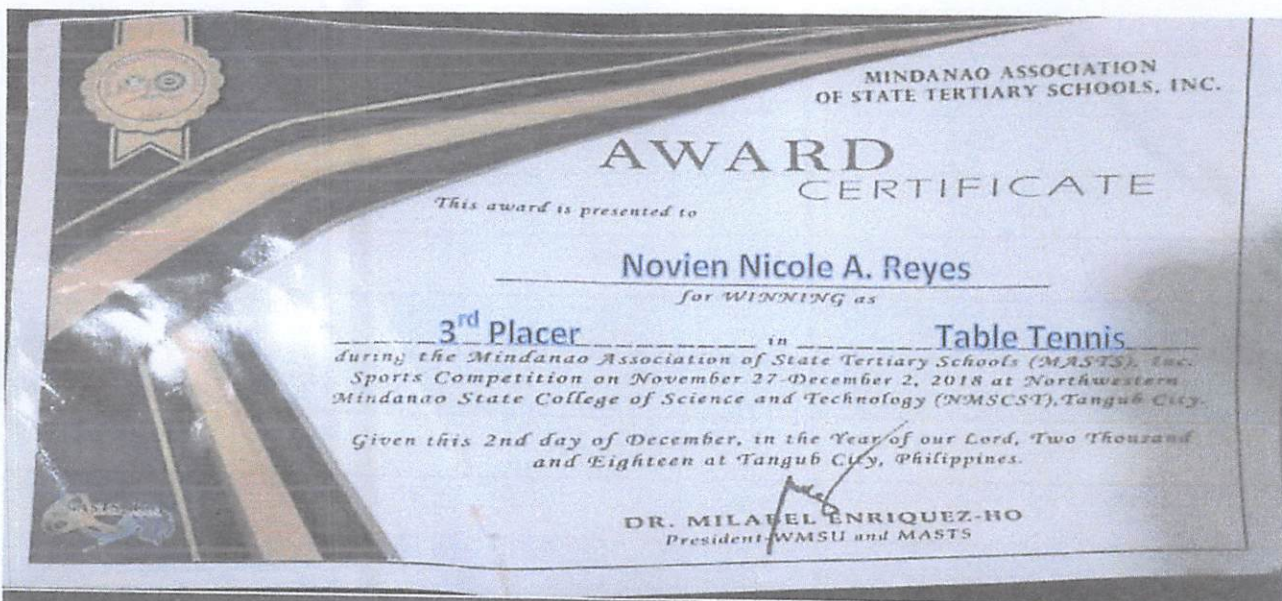 MINDANAO ASSOCIATION
OF STATE TERTIARY SCHOOLS, INC.
AWARD
CERTIFICATE
This award is presented to
Novien Nicole A. Reyes
for WINNING as
3rd Placer in Table Tennis
during the Mindanao Association of State Tertiary Schools (MASTS), Inc.
Sports Competition on November 27-December 2, 2018 at Northwestern
Mindanao State College of Science and Technology (NMSCST), Tangub City.
Given this 2nd day of December, in the Year of our Lord, Two Thousand
and Eighteen at Tangub City, Philippines.
DR. MILABEL ENRIQUEZ-HO
President-WMSU and MASTS